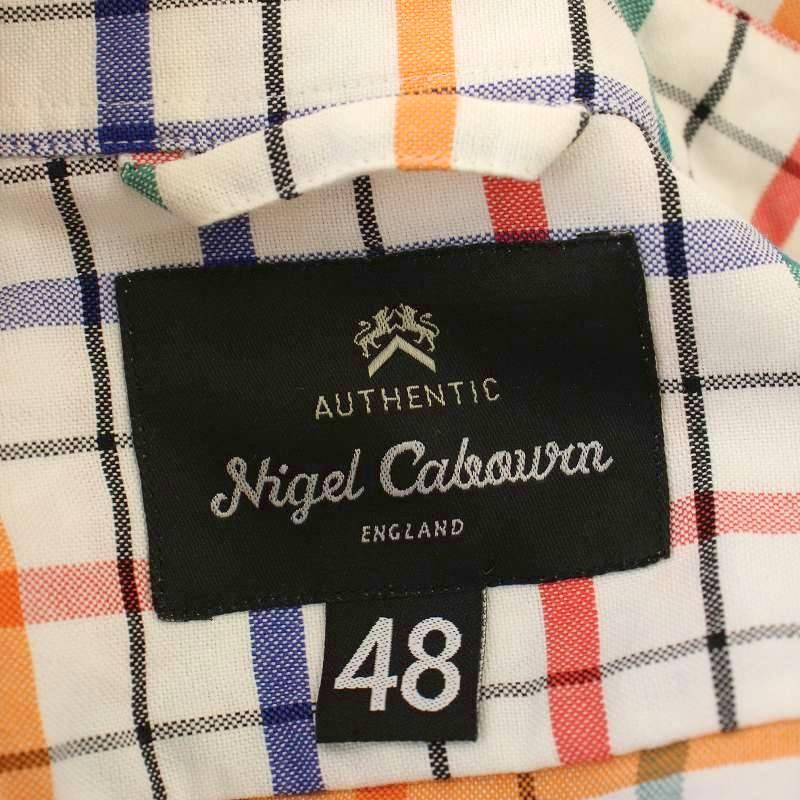 AUTHENTIC
Nigel Cabourn
ENGLAND
48